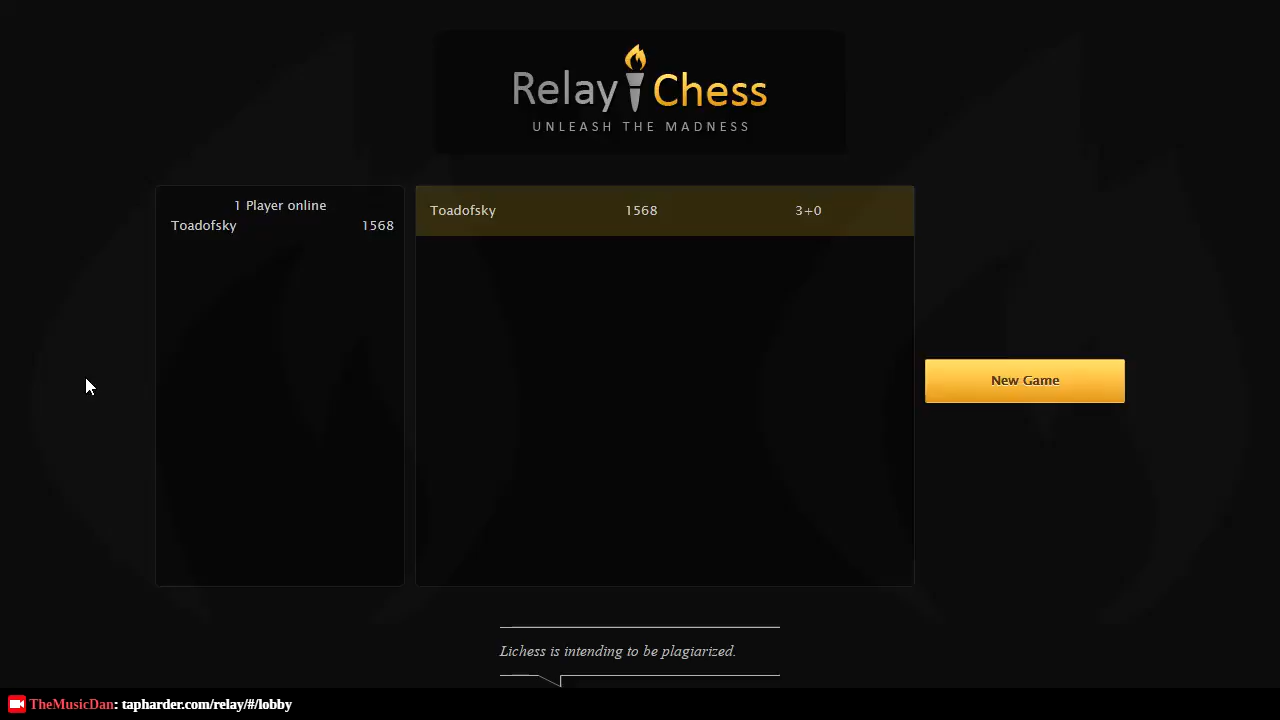 Relay Chess
UNLEASH THE MADNESS
1 Player online
Toadofsky 1568
Toadofsky 1568 3+0
New Game
Lichess is intending to be plagiarized.
TheMusicDan: tapharder.com/relay/#/lobby